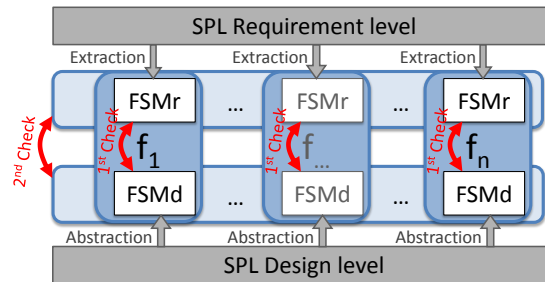 SPL Requirement level
Extraction Extraction Extraction
FSMr ... FSMr ... FSMr
2nd Check
1st Check f1 1st Check f... 1st Check fn
FSMd ... FSMd ... FSMd
Abstraction Abstraction Abstraction
SPL Design level